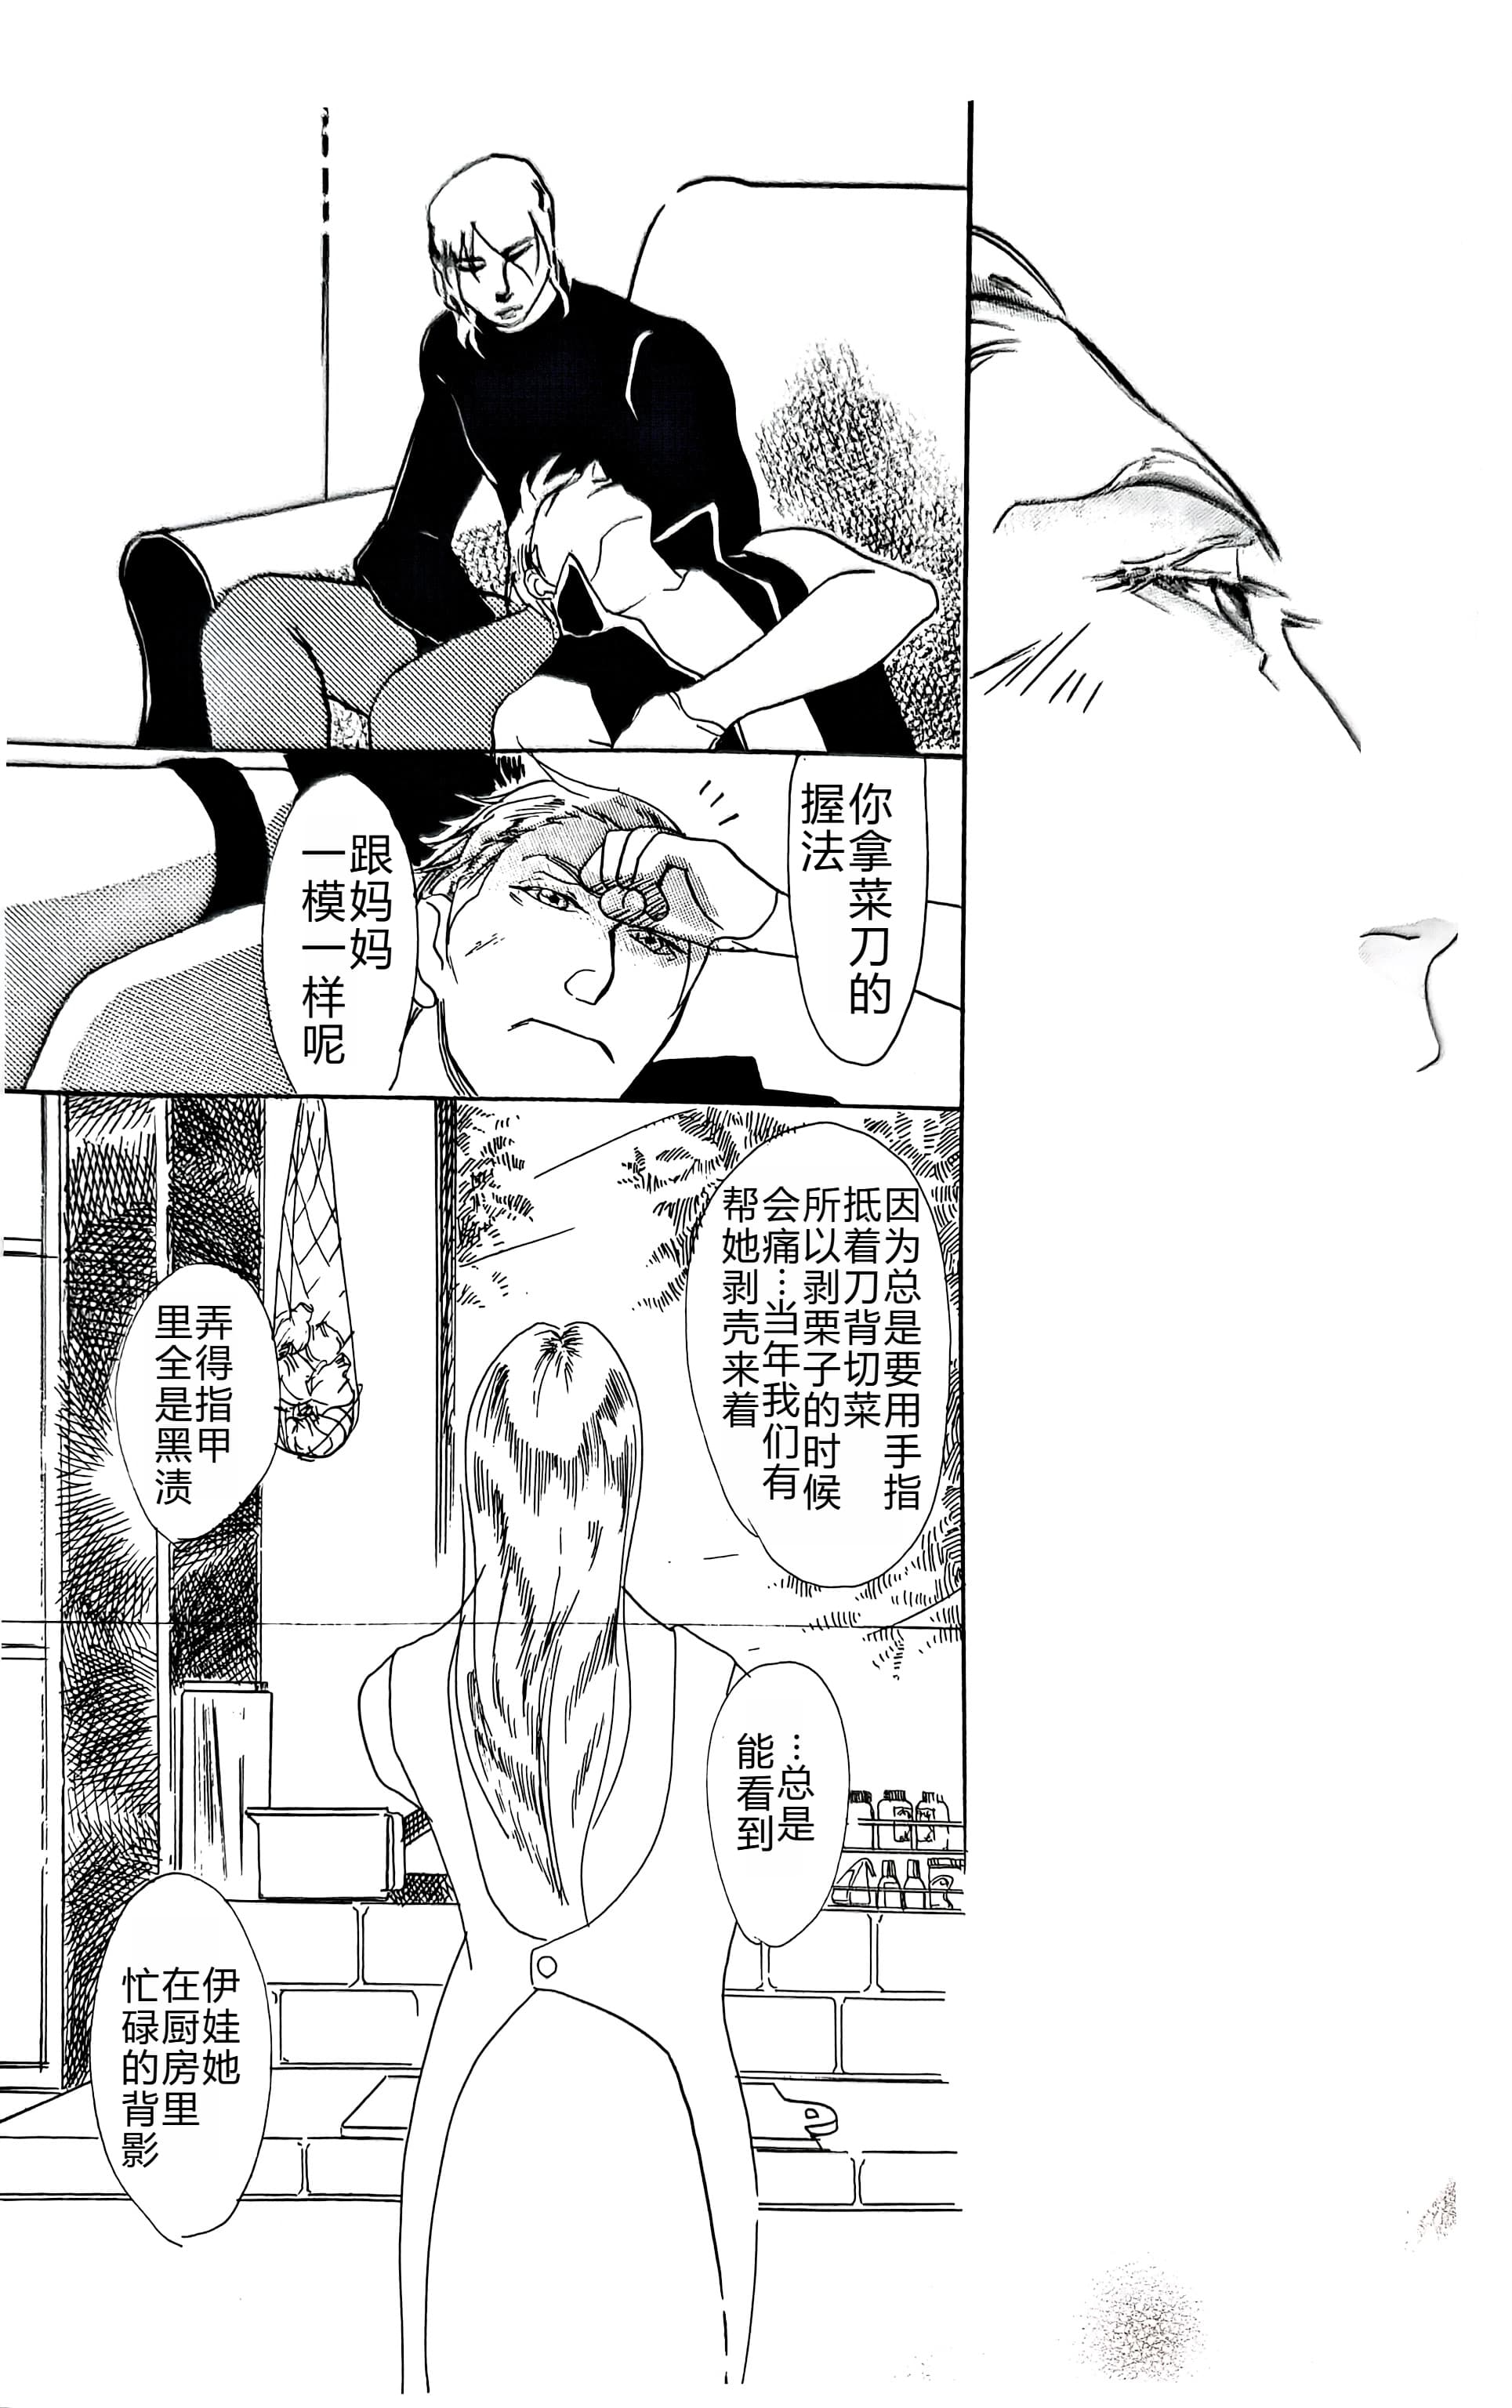 你拿菜刀的
握法
跟妈妈
一模一样呢
因为总是要用手指
抵着刀背切菜
所以剥栗子的时候
会痛…当年我们有
帮她剥壳来着
弄得指甲
里全是黑渍
…总是
能看到
伊娃她
在厨房里
忙碌的背影